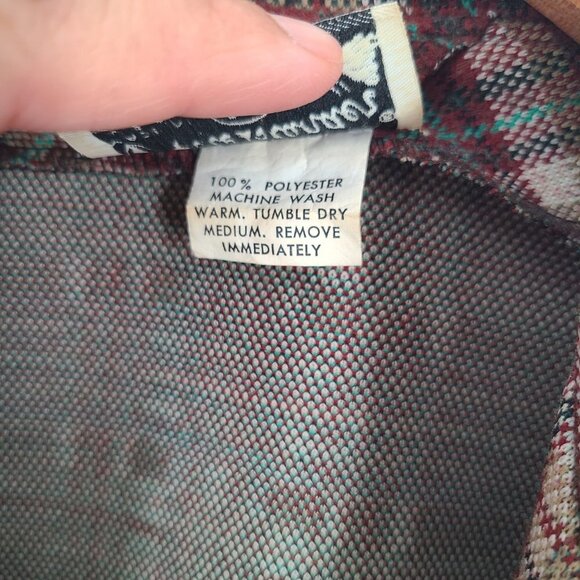 100% POLYESTER
MACHINE WASH
WARM. TUMBLE DRY
MEDIUM. REMOVE
IMMEDIATELY